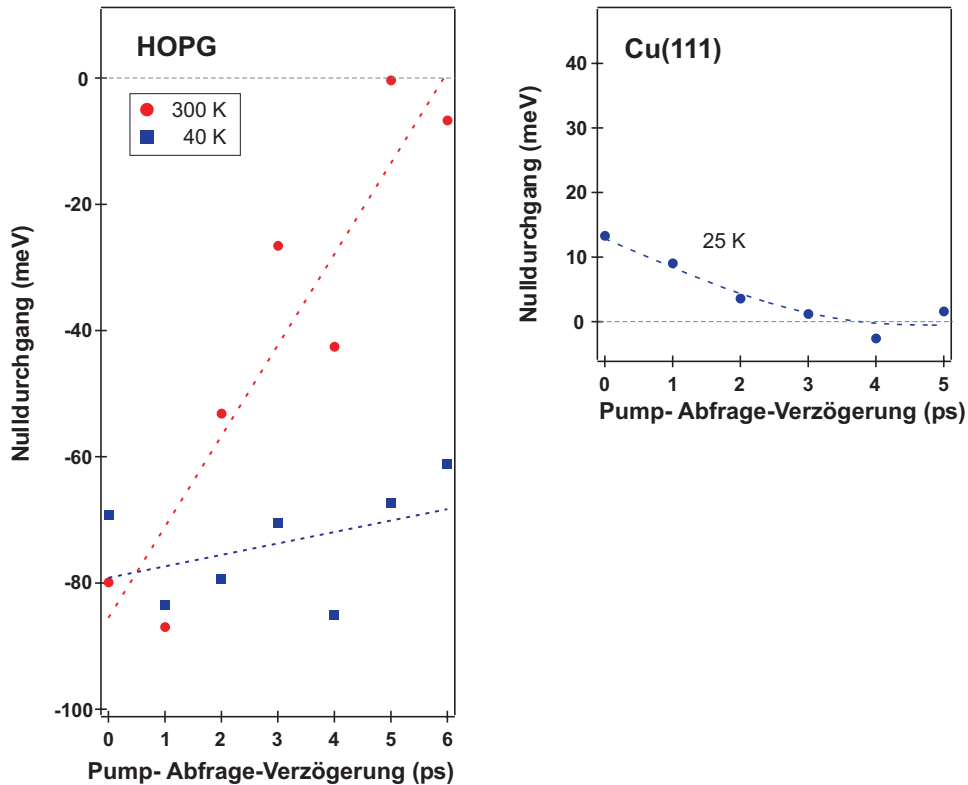 HOPG
300 K
40 K
0
-20
-40
-60
-80
-100
Nulldurchgang (meV)
0 1 2 3 4 5 6
Pump- Abfrage-Verzögerung (ps)
Cu(111)
25 K
40
30
20
10
0
Nulldurchgang (meV)
0 1 2 3 4 5
Pump- Abfrage-Verzögerung (ps)